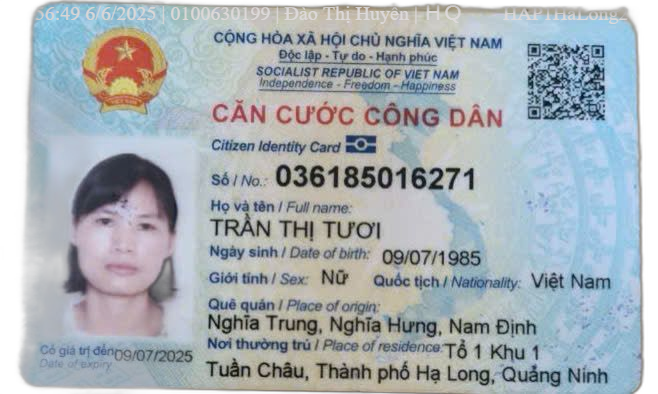 56:49 6/6/2025 | 0100630199 | Đào Thị Huyền | HQ HAPTHaLong2
CỘNG HÒA XÃ HỘI CHỦ NGHĨA VIỆT NAM
Độc lập - Tự do - Hạnh phúc
SOCIALIST REPUBLIC OF VIET NAM
Independence - Freedom - Happiness
CĂN CƯỚC CÔNG DÂN
Citizen Identity Card
Số / No.: 036185016271
Họ và tên / Full name:
TRẦN THỊ TƯƠI
Ngày sinh / Date of birth: 09/07/1985
Giới tính / Sex: Nữ Quốc tịch / Nationality: Việt Nam
Quê quán / Place of origin:
Nghĩa Trung, Nghĩa Hưng, Nam Định
Nơi thường trú / Place of residence: Tổ 1 Khu 1
Tuần Châu, Thành phố Hạ Long, Quảng Ninh
Có giá trị đến 09/07/2025
Date of expiry